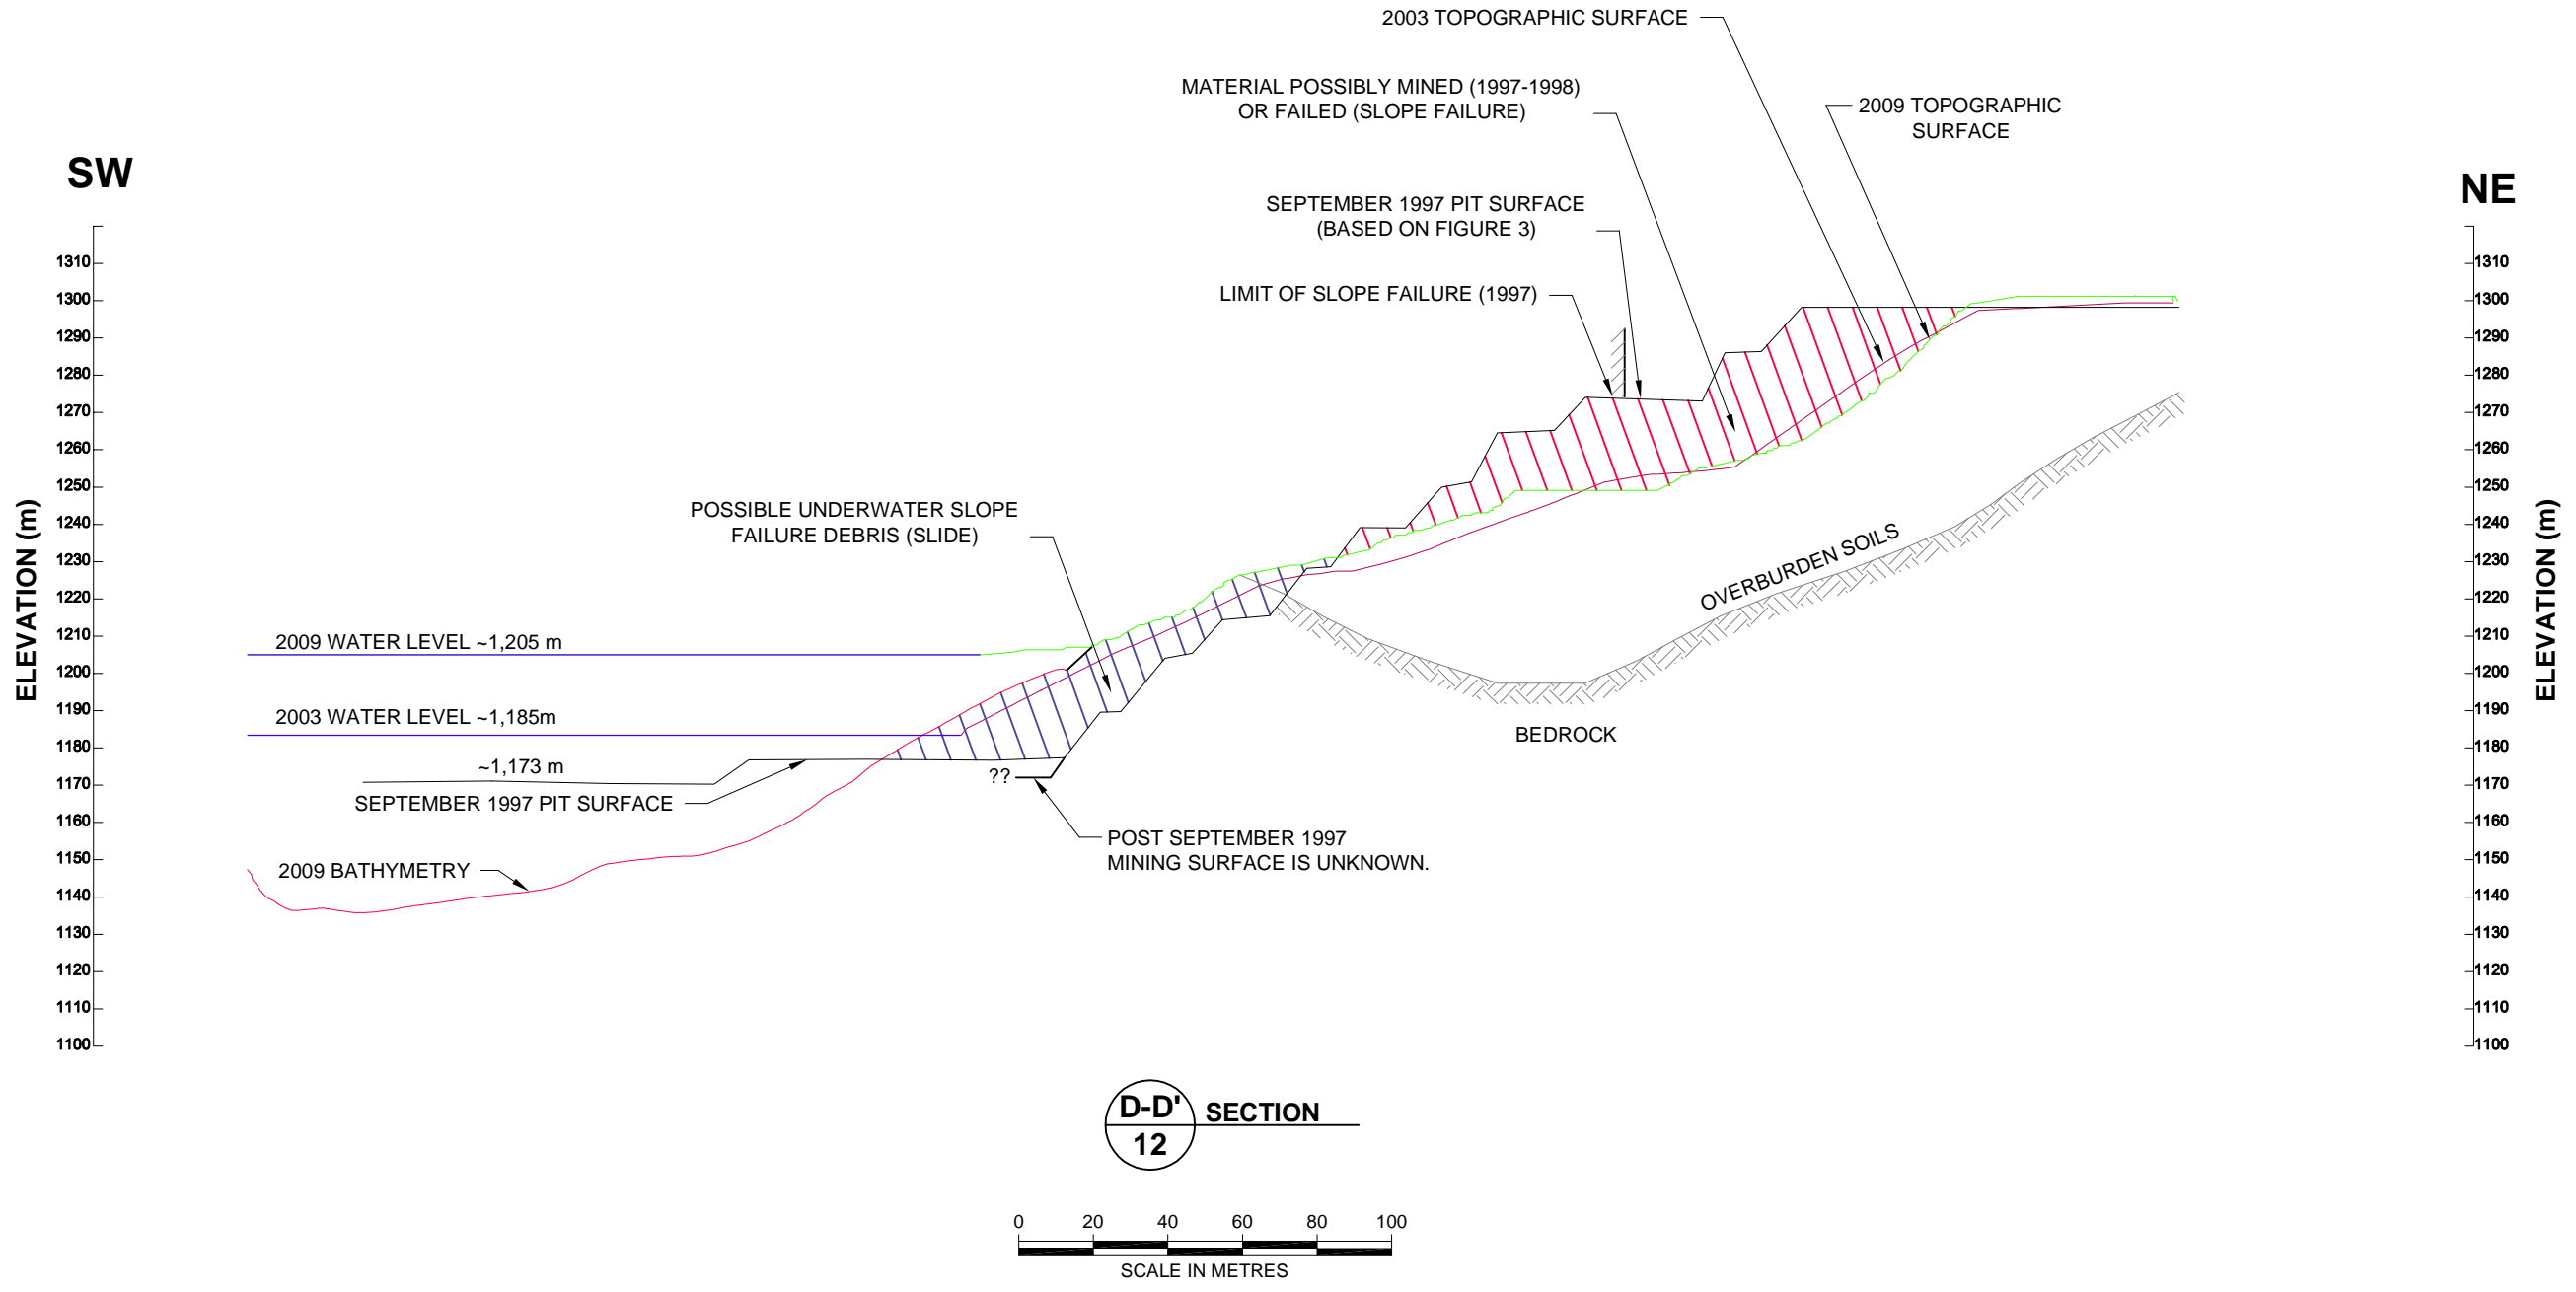 2003 TOPOGRAPHIC SURFACE
MATERIAL POSSIBLY MINED (1997-1998)
OR FAILED (SLOPE FAILURE)
2009 TOPOGRAPHIC
SURFACE
SW
NE
SEPTEMBER 1997 PIT SURFACE
(BASED ON FIGURE 3)
LIMIT OF SLOPE FAILURE (1997)
ELEVATION (m)
1310
1300
1290
1280
1270
1260
1250
1240
1230
1220
1210
1200
1190
1180
1170
1160
1150
1140
1130
1120
1110
1100
POSSIBLE UNDERWATER SLOPE
FAILURE DEBRIS (SLIDE)
OVERBURDEN SOILS
2009 WATER LEVEL ~1,205 m
2003 WATER LEVEL ~1,185m
BEDROCK
~1,173 m
??
SEPTEMBER 1997 PIT SURFACE
POST SEPTEMBER 1997
MINING SURFACE IS UNKNOWN.
2009 BATHYMETRY
1310
1300
1290
1280
1270
1260
1250
1240
1230
1220
1210
1200
1190
1180
1170
1160
1150
1140
1130
1120
1110
1100
ELEVATION (m)
D-D'
12
SECTION
0 20 40 60 80 100
SCALE IN METRES